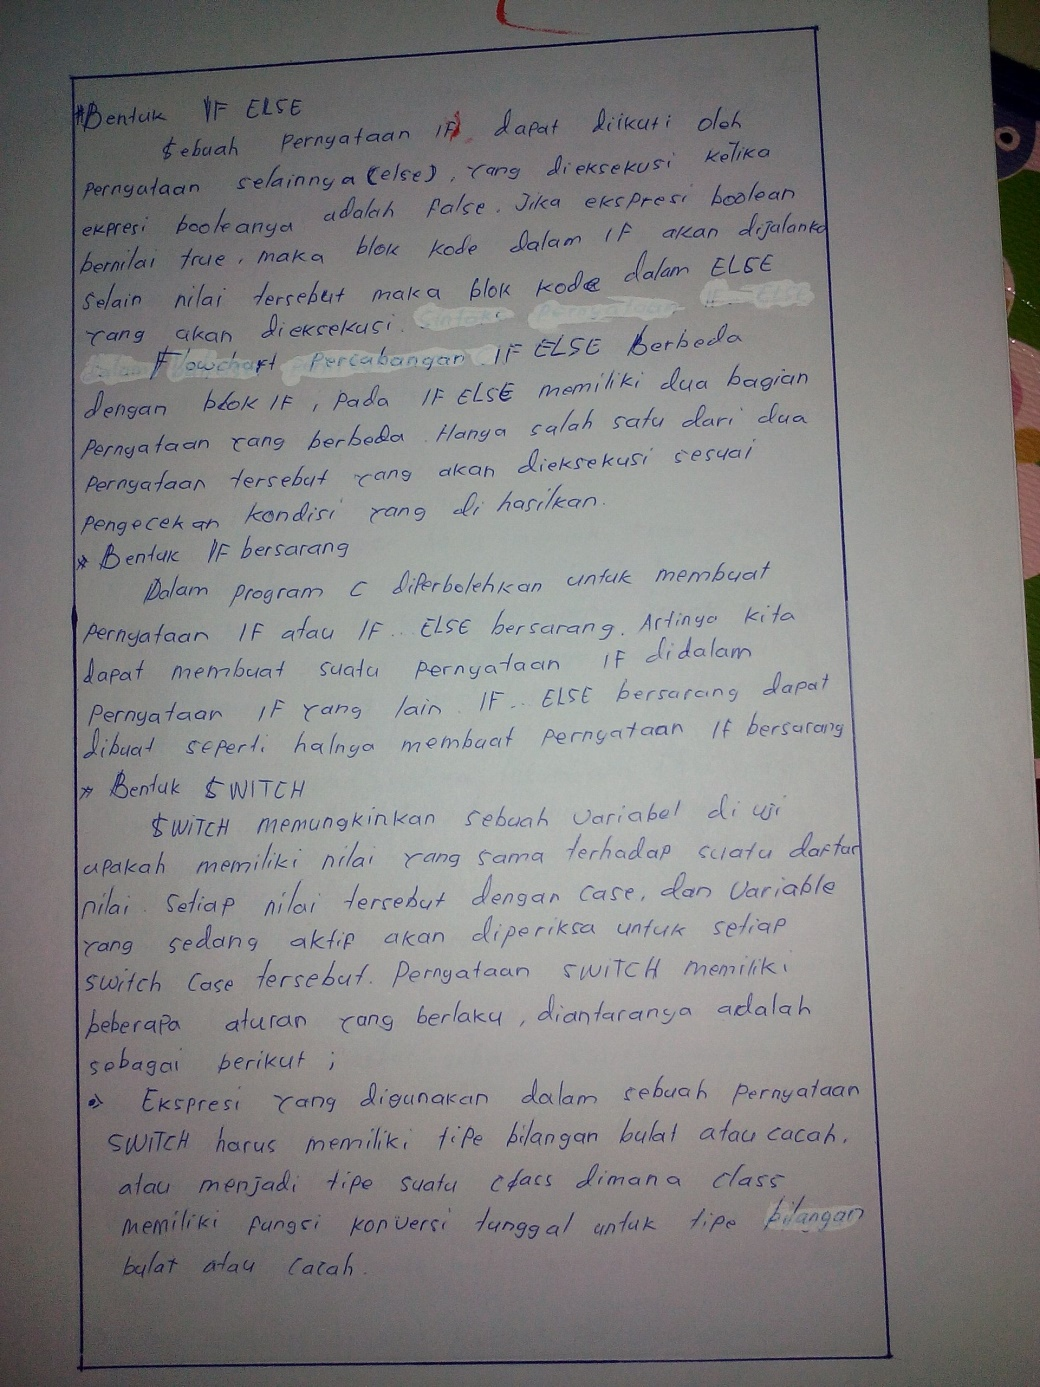 *Bentuk IF ELSE
Sebuah Pernyataan IF dapat diikuti oleh
Pernyataan selainnya (else), yang dieksekusi ketika
ekpresi booleanya adalah false. Jika ekspresi boolean
bernilai true, maka blok kode dalam IF akan dijalanka
selain nilai tersebut maka blok kode dalam ELSE
yang akan dieksekusi.
Flowchart Percabangan IF ELSE Berbeda
dengan blok IF, Pada IF ELSE memiliki dua bagian
Pernyataan yang berbeda. Hanya salah satu dari dua
Pernyataan tersebut yang akan dieksekusi sesuai
Pengecekan kondisi yang di hasilkan.
* Bentuk IF bersarang
Dalam Program C diperbolehkan untuk membuat
Pernyataan IF atau IF.. ELSE bersarang. Artinya kita
dapat membuat suatu Pernyataan IF didalam
Pernyataan IF yang lain. IF.. ELSE bersarang dapat
dibuat seperti halnya membuat Pernyataan IF bersarang
* Bentuk SWITCH
SWITCH memungkinkan sebuah variabel di uji
apakah memiliki nilai yang sama terhadap suatu daftar
nilai. Setiap nilai tersebut dengan case, dan Variable
yang sedang aktif akan diperiksa untuk setiap
switch Case tersebut. Pernyataan SWITCH memiliki
beberapa aturan yang berlaku, diantaranya adalah
sebagai berikut ;
Ekspresi yang digunakan dalam sebuah Pernyataan
SWITCH harus memiliki tipe bilangan bulat atau cacah,
atau menjadi tipe suatu class dimana class
memiliki fungsi konversi tunggal untuk tipe bilangan
bulat atau cacah.